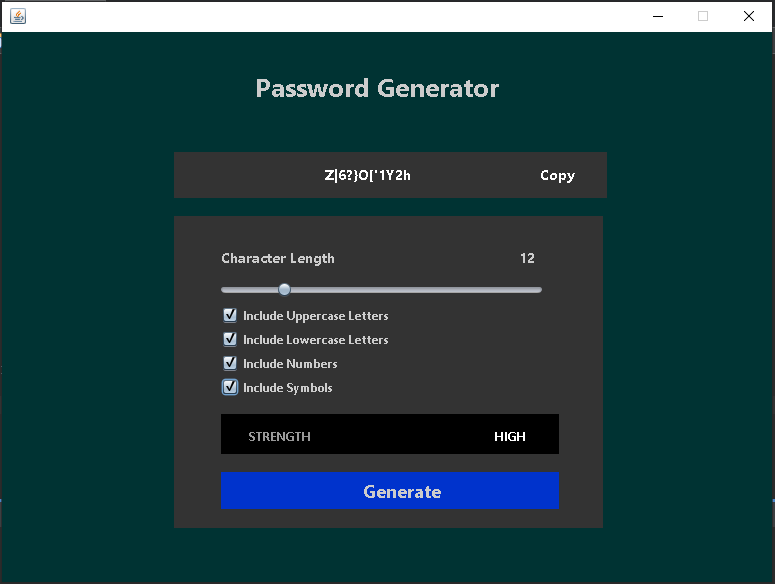 Password Generator
Z|6?}O['1Y2h Copy
Character Length 12
Include Uppercase Letters
Include Lowercase Letters
Include Numbers
Include Symbols
STRENGTH HIGH
Generate